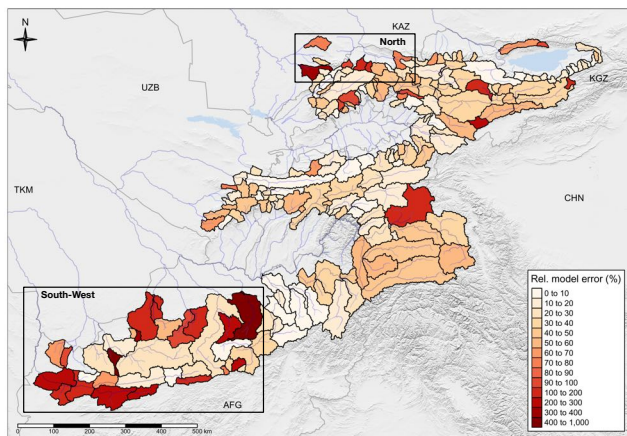 N
KAZ
North
UZB
KGZ
TKM
CHN
South-West
AFG
Rel. model error (%)
0 to 10
10 to 20
20 to 30
30 to 40
40 to 50
50 to 60
60 to 70
70 to 80
80 to 90
90 to 100
100 to 200
200 to 300
300 to 400
400 to 1,000
0 100 200 300 400 500 km